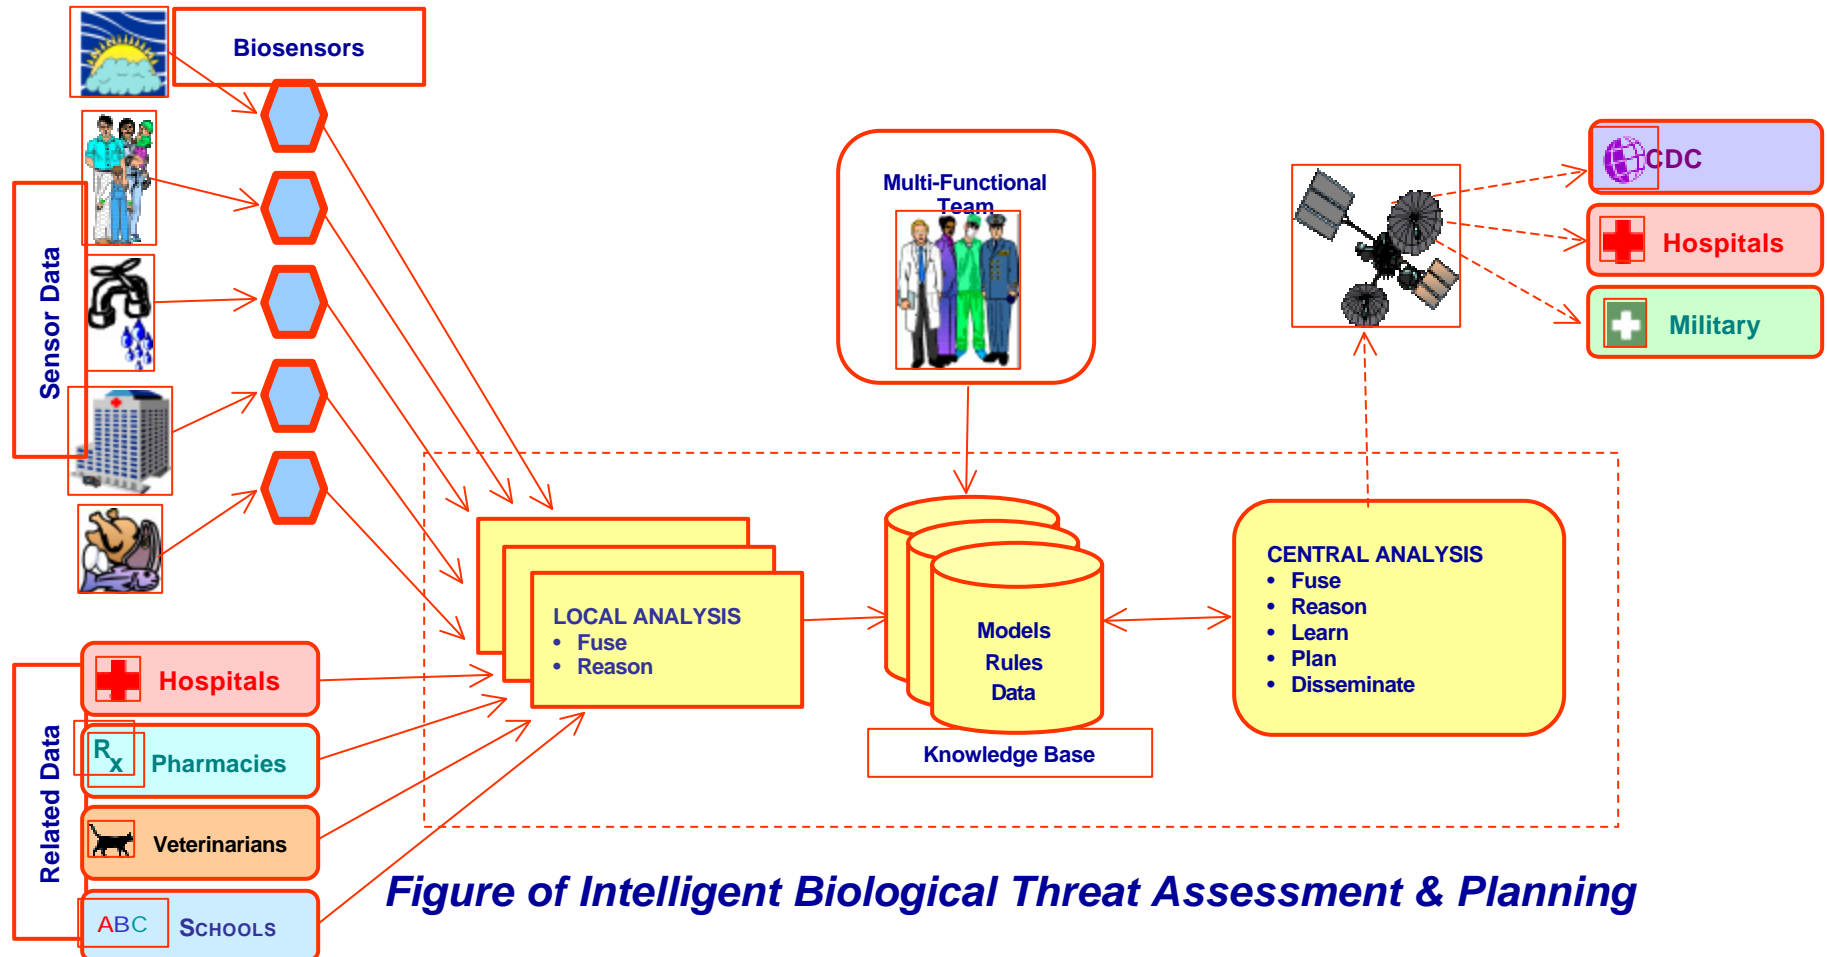 Biosensors
Sensor Data
Multi-Functional
Team
CDC
Hospitals
Military
LOCAL ANALYSIS
• Fuse
• Reason
Models
Rules
Data
Knowledge Base
CENTRAL ANALYSIS
• Fuse
• Reason
• Learn
• Plan
• Disseminate
Related Data
Hospitals
Rx Pharmacies
Veterinarians
ABC SCHOOLS
Figure of Intelligent Biological Threat Assessment & Planning